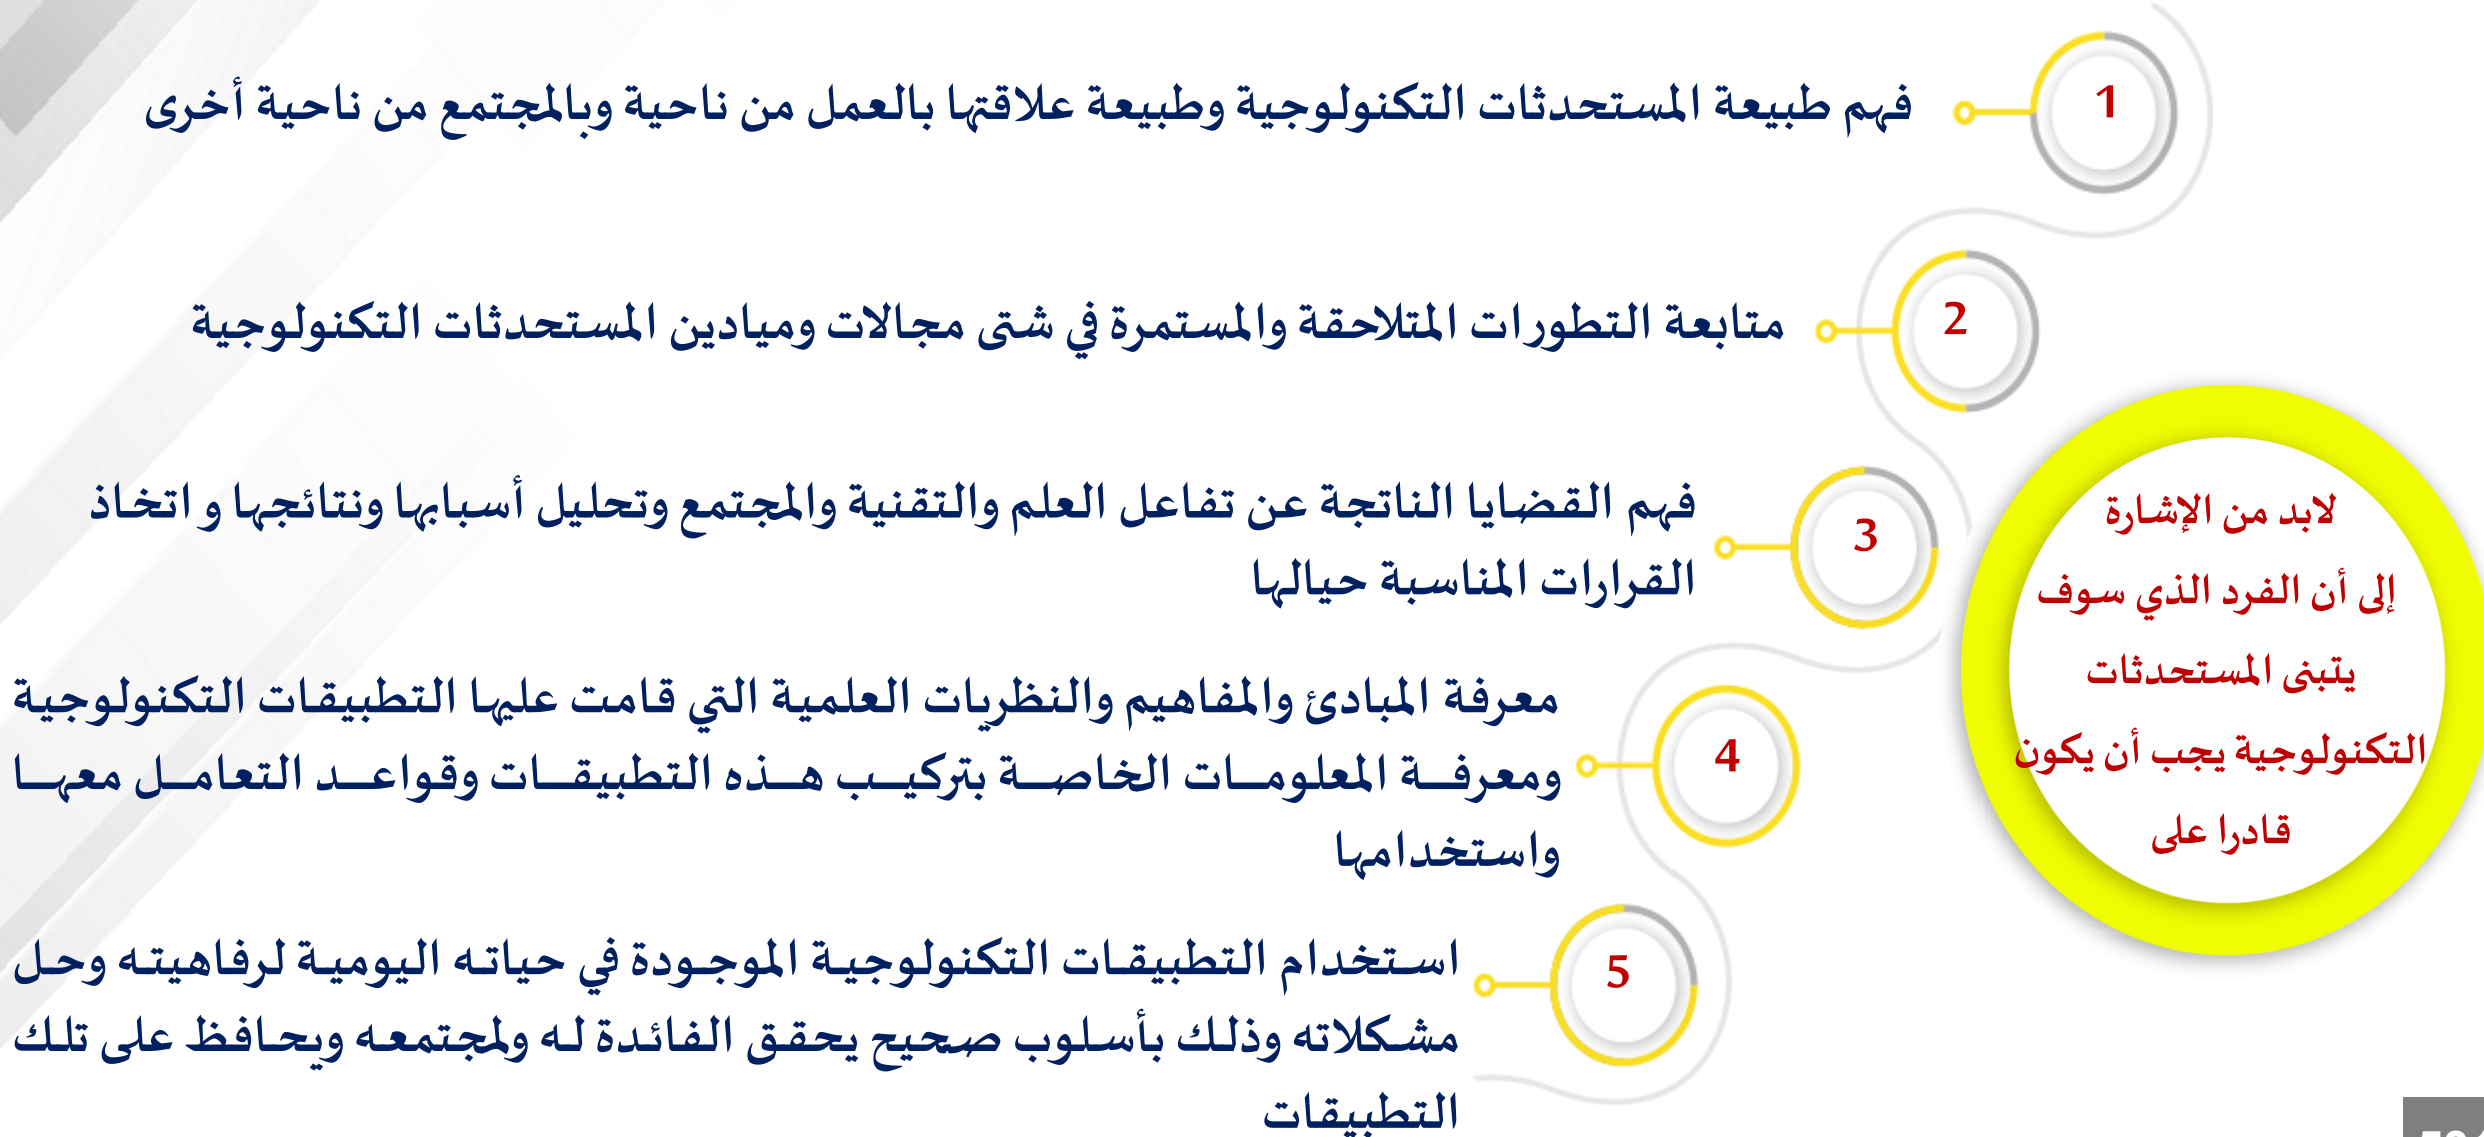 لابد من الإشارة
إلى أن الفرد الذي سوف
يتبنى المستحدثات
التكنولوجية يجب أن يكون
قادرا على
1
فهم طبيعة المستحدثات التكنولوجية وطبيعة علاقتها بالعمل من ناحية وبالمجتمع من ناحية أخرى
2
متابعة التطورات المتلاحقة والمستمرة في شتى مجالات وميادين المستحدثات التكنولوجية
3
فهم القضايا الناتجة عن تفاعل العلم والتقنية والمجتمع وتحليل أسبابها ونتائجها و اتخاذ
القرارات المناسبة حيالها
4
معرفة المبادئ والمفاهيم والنظريات العلمية التي قامت عليها التطبيقات التكنولوجية
ومعرفة المعلومات الخاصة بتركيب هذه التطبيقات وقواعد التعامل معها
واستخدامها
5
استخدام التطبيقات التكنولوجية الموجودة في حياته اليومية لرفاهيته وحل
مشكلاته وذلك بأسلوب صحيح يحقق الفائدة له ولمجتمعه ويحافظ على تلك
التطبيقات